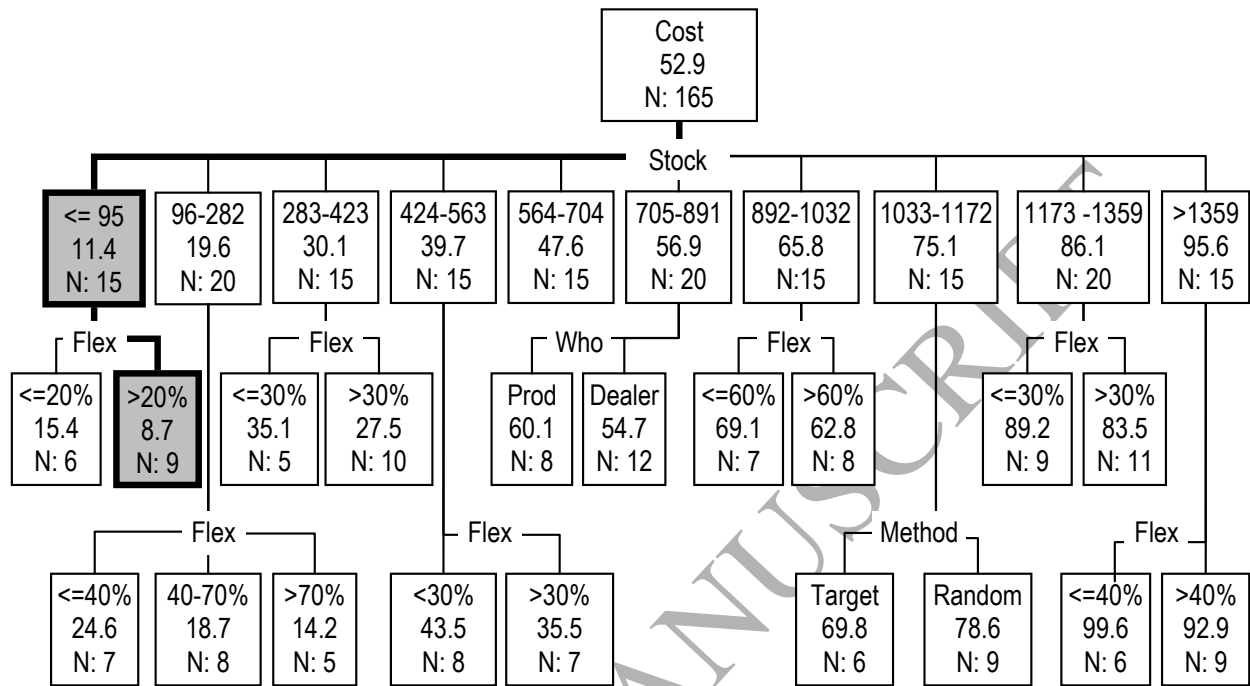 Cost
52.9
N: 165
Stock
<= 95
11.4
N: 15
96-282
19.6
N: 20
283-423
30.1
N: 15
424-563
39.7
N: 15
564-704
47.6
N: 15
705-891
56.9
N: 20
892-1032
65.8
N:15
1033-1172
75.1
N: 15
1173 -1359
86.1
N: 20
>1359
95.6
N: 15
Flex
<=20%
15.4
N: 6
>20%
8.7
N: 9
Flex
<=30%
35.1
N: 5
>30%
27.5
N: 10
Who
Prod
60.1
N: 8
Dealer
54.7
N: 12
Flex
<=60%
69.1
N: 7
>60%
62.8
N: 8
Flex
<=30%
89.2
N: 9
>30%
83.5
N: 11
Flex
<=40%
24.6
N: 7
40-70%
18.7
N: 8
>70%
14.2
N: 5
Flex
<30%
43.5
N: 8
>30%
35.5
N: 7
Method
Target
69.8
N: 6
Random
78.6
N: 9
Flex
<=40%
99.6
N: 6
>40%
92.9
N: 9